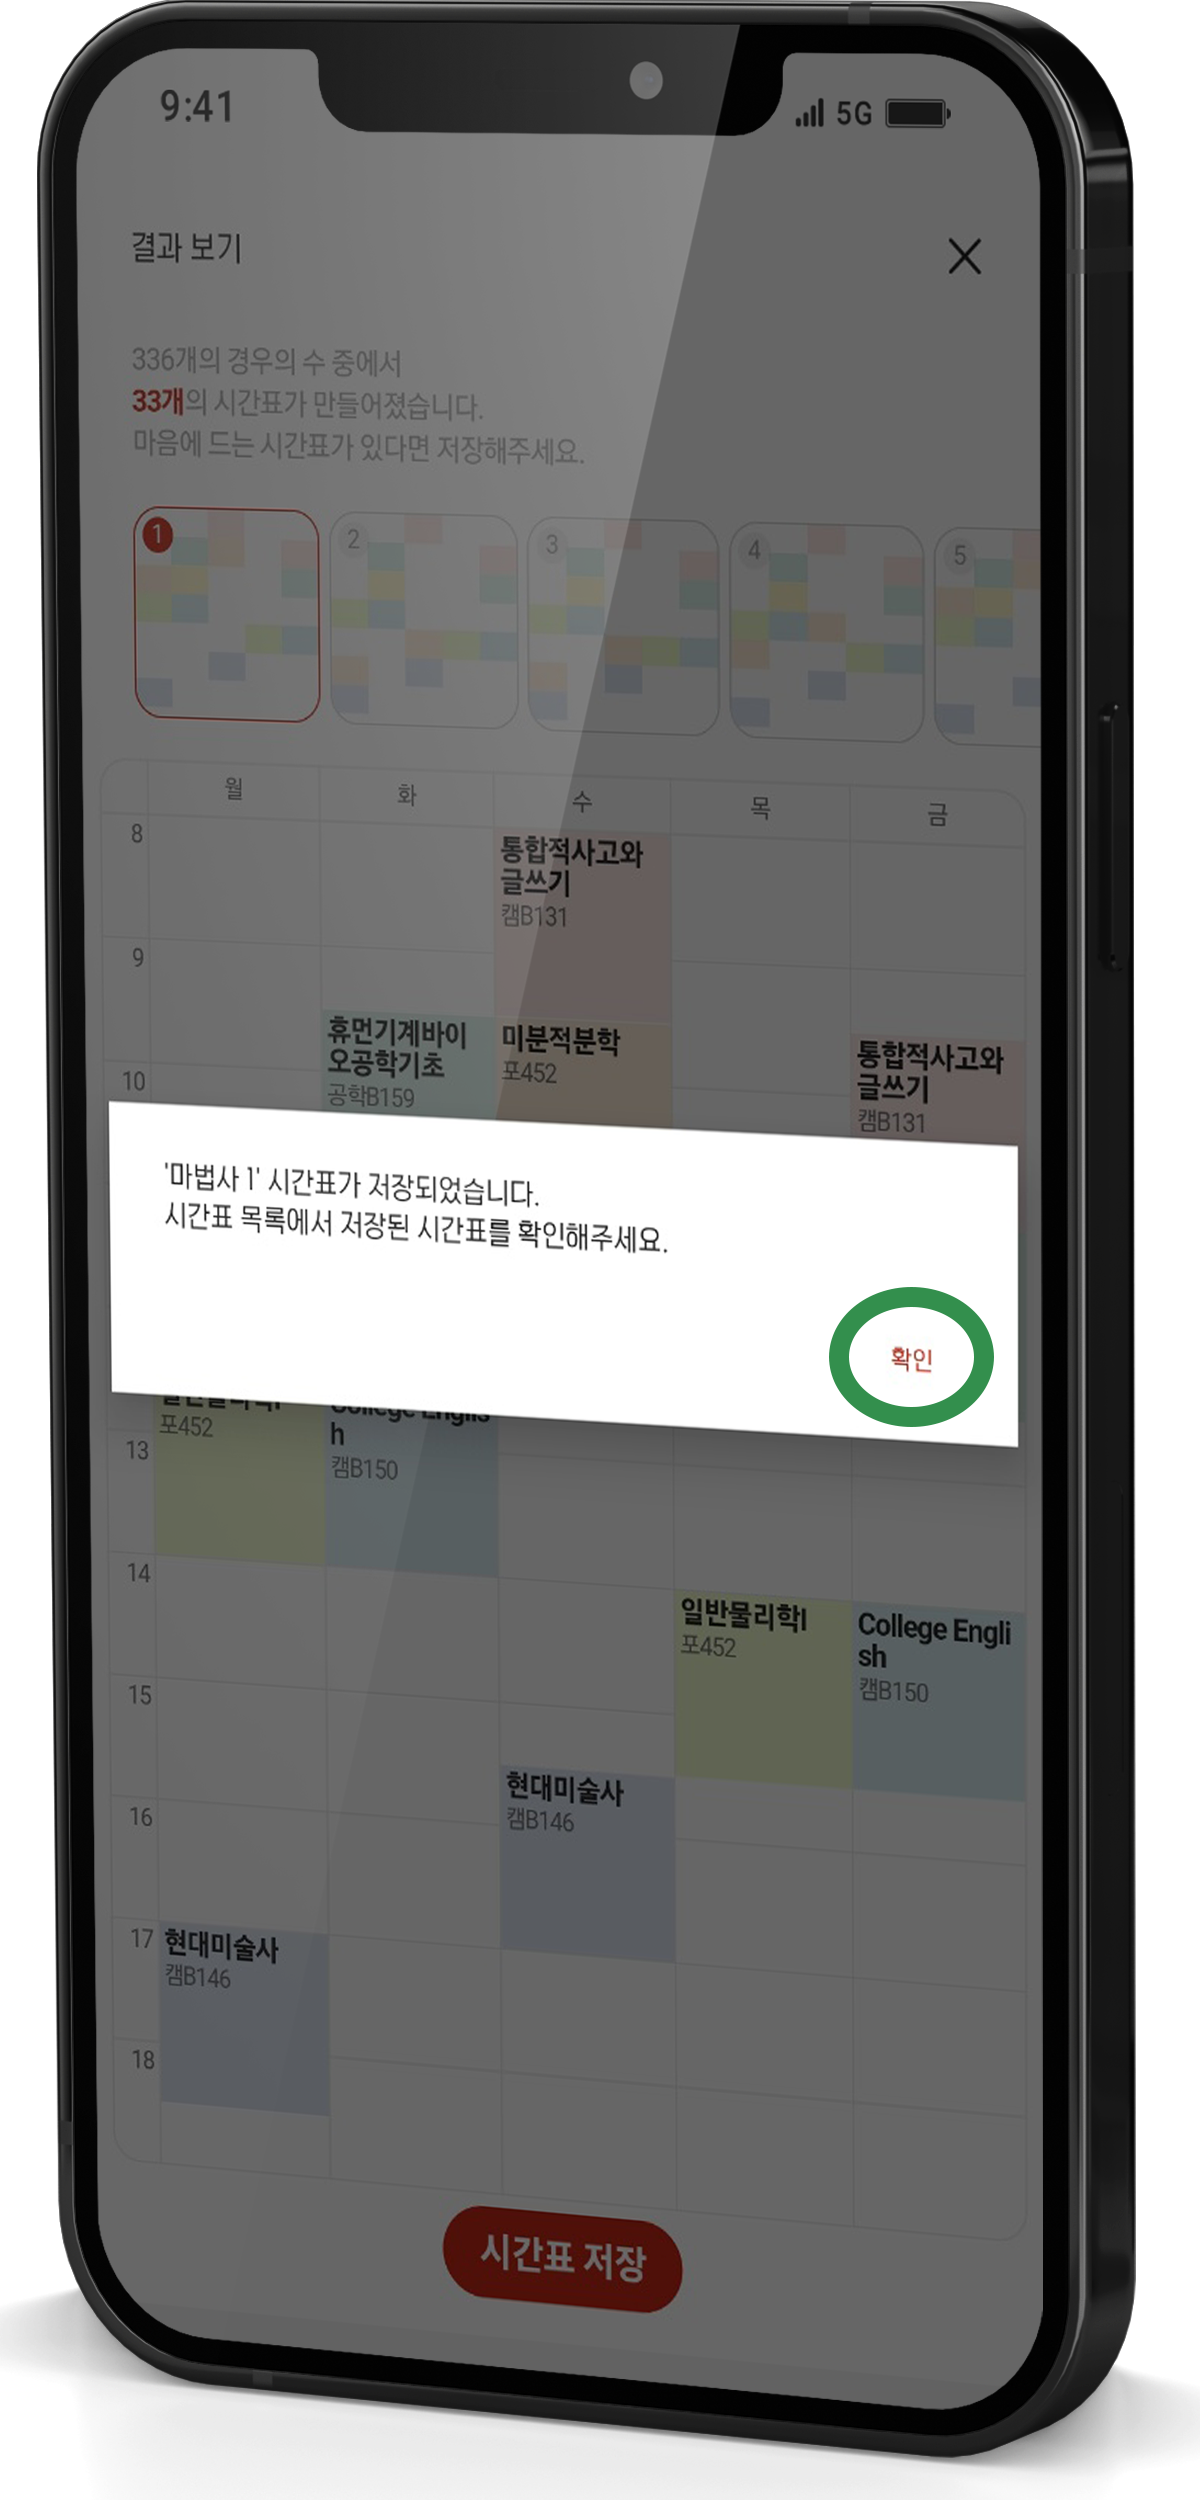 9:41
5G
결과 보기
336개의 경우의 수 중에서
33개의 시간표가 만들어졌습니다.
마음에 드는 시간표가 있다면 저장해주세요.
1
2
3
4
5
월
화
수
목
금
8
통합적사고와
글쓰기
캠B131
9
휴먼기계바이
오공학기초
공학B159
미분적분학
포452
통합적사고와
글쓰기
캠B131
10
'마법사 1' 시간표가 저장되었습니다.
시간표 목록에서 저장된 시간표를 확인해주세요.
확인
포452
College Englis
h
캠B150
13
14
일반물리학I
포452
College Engli
sh
캠B150
15
현대미술사
캠B146
16
17
현대미술사
캠B146
18
시간표 저장